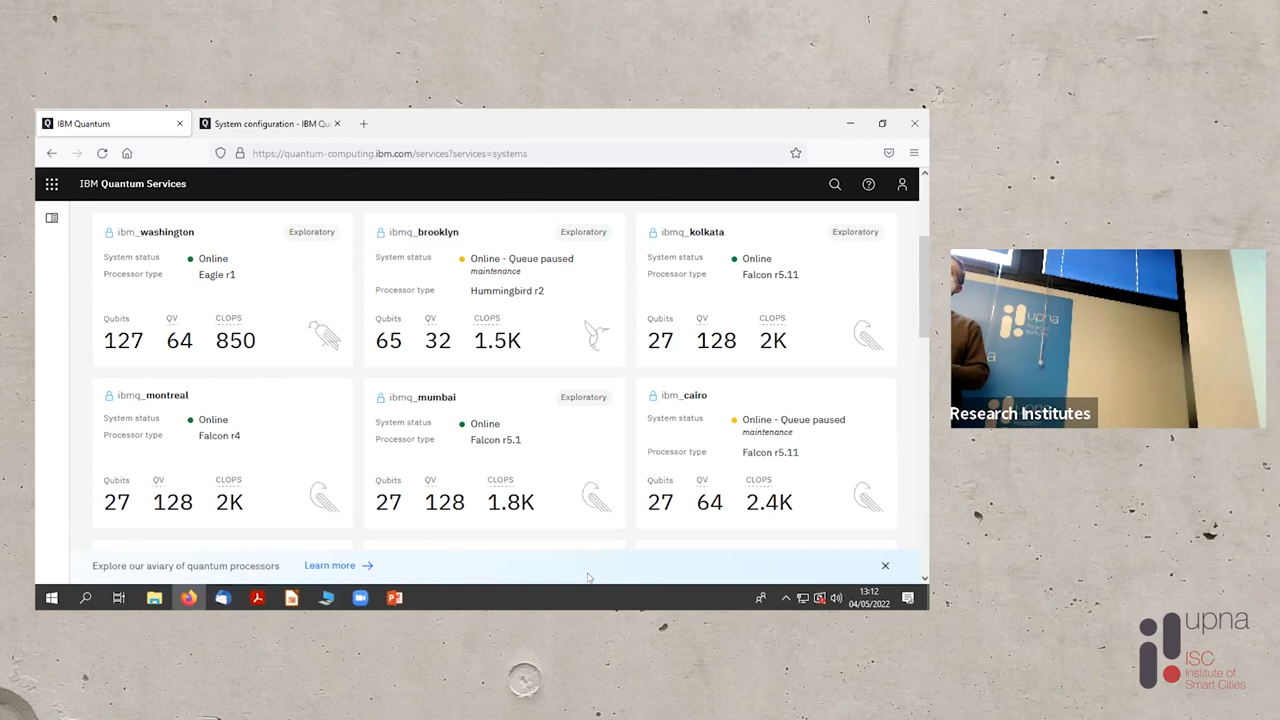 IBM Quantum
System configuration - IBM Qu
https://quantum-computing.ibm.com/services?services=systems
IBM Quantum Services
ibm_washington
Exploratory
System status
Online
Processor type
Eagle r1
Qubits
QV
CLOPS
127
64
850
ibmq_brooklyn
Exploratory
System status
Online - Queue paused
maintenance
Processor type
Hummingbird r2
Qubits
QV
CLOPS
65
32
1.5K
ibmq_kolkata
Exploratory
System status
Online
Processor type
Falcon r5.11
Qubits
QV
CLOPS
27
128
2K
ibmq_montreal
System status
Online
Processor type
Falcon r4
Qubits
QV
CLOPS
27
128
2K
ibmq_mumbai
Exploratory
System status
Online
Processor type
Falcon r5.1
Qubits
QV
CLOPS
27
128
1.8K
ibm_cairo
System status
Online - Queue paused
maintenance
Processor type
Falcon r5.11
Qubits
QV
CLOPS
27
64
2.4K
Explore our aviary of quantum processors
Learn more
13:12
04/05/2022
upna
Research Institutes
upna
ISC
Institute of
Smart Cities